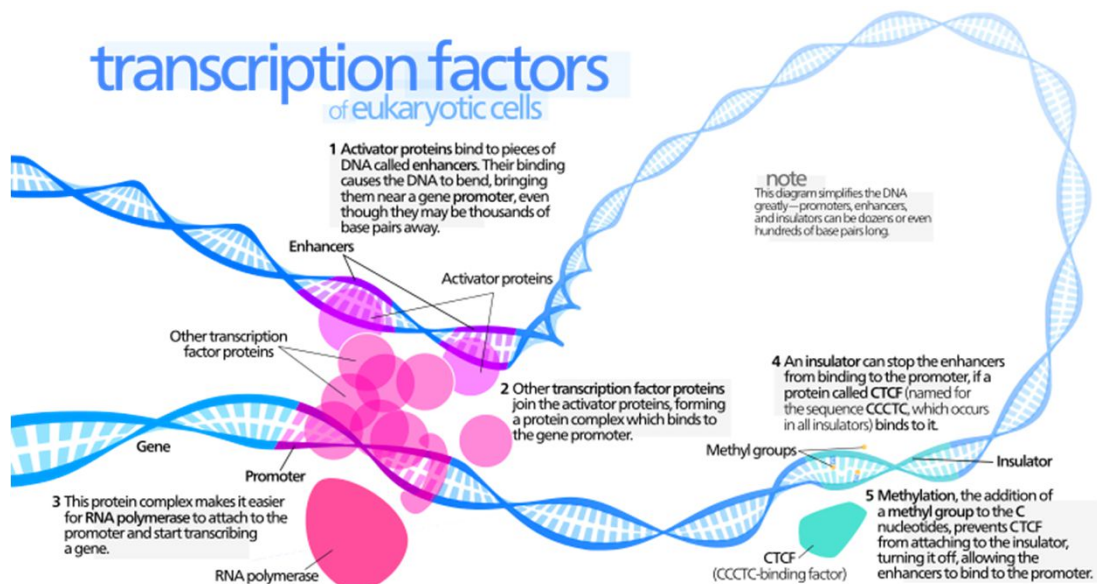 transcription factors
of eukaryotic cells
1 Activator proteins bind to pieces of
DNA called enhancers. Their binding
causes the DNA to bend, bringing
them near a gene promoter, even
though they may be thousands of
base pairs away.
note
This diagram simplifies the DNA
greatly—promoters, enhancers,
and insulators can be dozens or even
hundreds of base pairs long.
Enhancers
Activator proteins
Other transcription
factor proteins
2 Other transcription factor proteins
join the activator proteins, forming
a protein complex which binds to
the gene promoter.
4 An insulator can stop the enhancers
from binding to the promoter, if a
protein called CTCF (named for
the sequence CCCTC, which occurs
in all insulators) binds to it.
Gene
Promoter
Methyl groups
Insulator
3 This protein complex makes it easier
for RNA polymerase to attach to the
promoter and start transcribing
a gene.
RNA polymerase
CTCF
(CCCTC-binding factor)
5 Methylation, the addition of
a methyl group to the C
nucleotides, prevents CTCF
from attaching to the insulator,
turning it off, allowing the
enhancers to bind to the promoter.